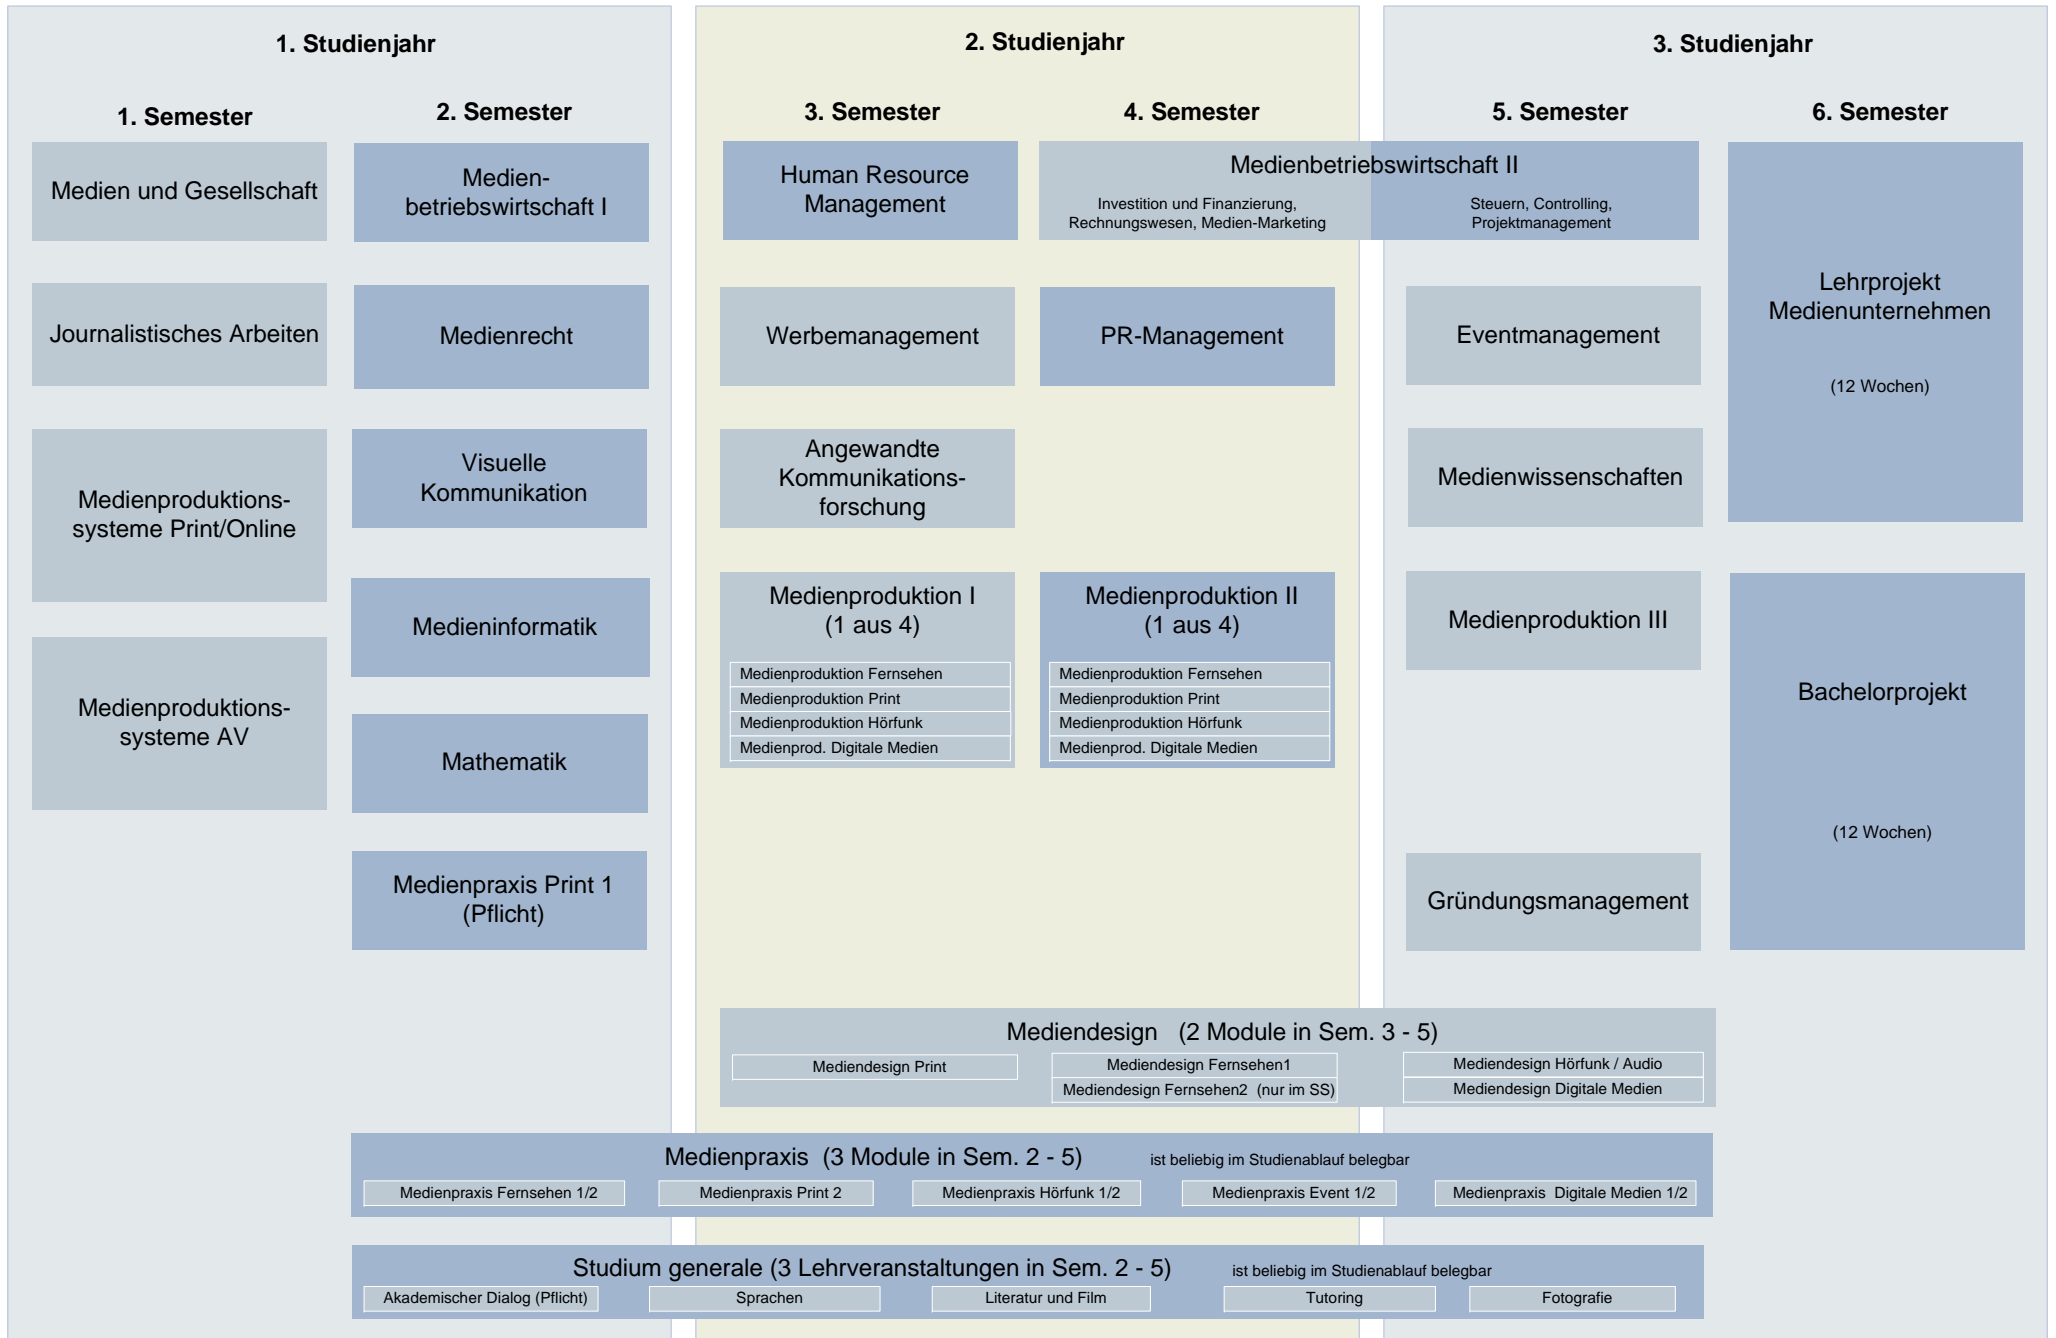 1. Studienjahr
1. Semester
2. Semester
Medien und Gesellschaft
Journalistisches Arbeiten
Medienproduktions-
systeme Print/Online
Medienproduktions-
systeme AV
Medien-
betriebswirtschaft I
Medienrecht
Visuelle
Kommunikation
Medieninformatik
Mathematik
Medienpraxis Print 1
(Pflicht)
2. Studienjahr
3. Semester
4. Semester
Human Resource
Management
Werbemanagement
Angewandte
Kommunikations-
forschung
Medienproduktion I
(1 aus 4)
Medienproduktion Fernsehen
Medienproduktion Print
Medienproduktion Hörfunk
Medienprod. Digitale Medien
Medienbetriebswirtschaft II
Investition und Finanzierung,
Rechnungswesen, Medien-Marketing
Steuern, Controlling,
Projektmanagement
PR-Management
Medienproduktion II
(1 aus 4)
Medienproduktion Fernsehen
Medienproduktion Print
Medienproduktion Hörfunk
Medienprod. Digitale Medien
3. Studienjahr
5. Semester
6. Semester
Eventmanagement
Medienwissenschaften
Medienproduktion III
Gründungsmanagement
Lehrprojekt
Medienunternehmen
(12 Wochen)
Bachelorprojekt
(12 Wochen)
Mediendesign (2 Module in Sem. 3 - 5)
Mediendesign Print
Mediendesign Fernsehen1
Mediendesign Fernsehen2 (nur im SS)
Mediendesign Hörfunk / Audio
Mediendesign Digitale Medien
Medienpraxis (3 Module in Sem. 2 - 5) ist beliebig im Studienablauf belegbar
Medienpraxis Fernsehen 1/2
Medienpraxis Print 2
Medienpraxis Hörfunk 1/2
Medienpraxis Event 1/2
Medienpraxis Digitale Medien 1/2
Studium generale (3 Lehrveranstaltungen in Sem. 2 - 5) ist beliebig im Studienablauf belegbar
Akademischer Dialog (Pflicht)
Sprachen
Literatur und Film
Tutoring
Fotografie